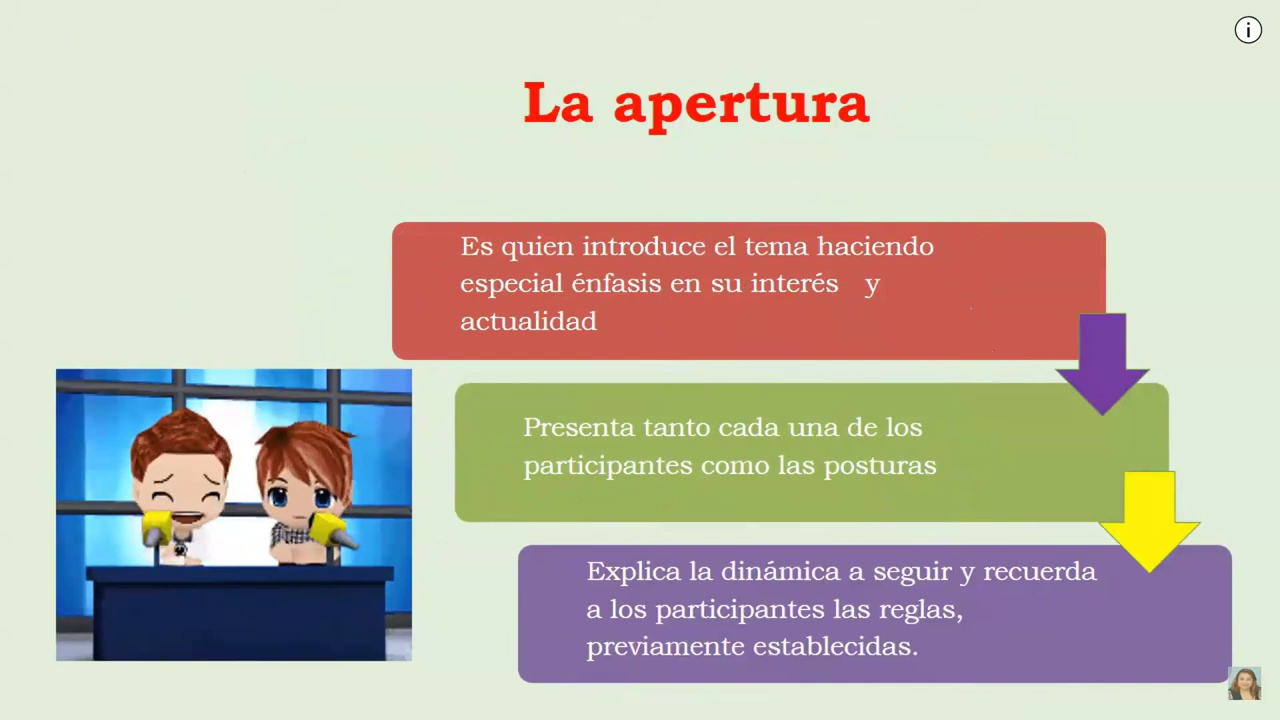 La apertura
Es quien introduce el tema haciendo
especial énfasis en su interés y
actualidad
Presenta tanto cada una de los
participantes como las posturas
Explica la dinámica a seguir y recuerda
a los participantes las reglas,
previamente establecidas.